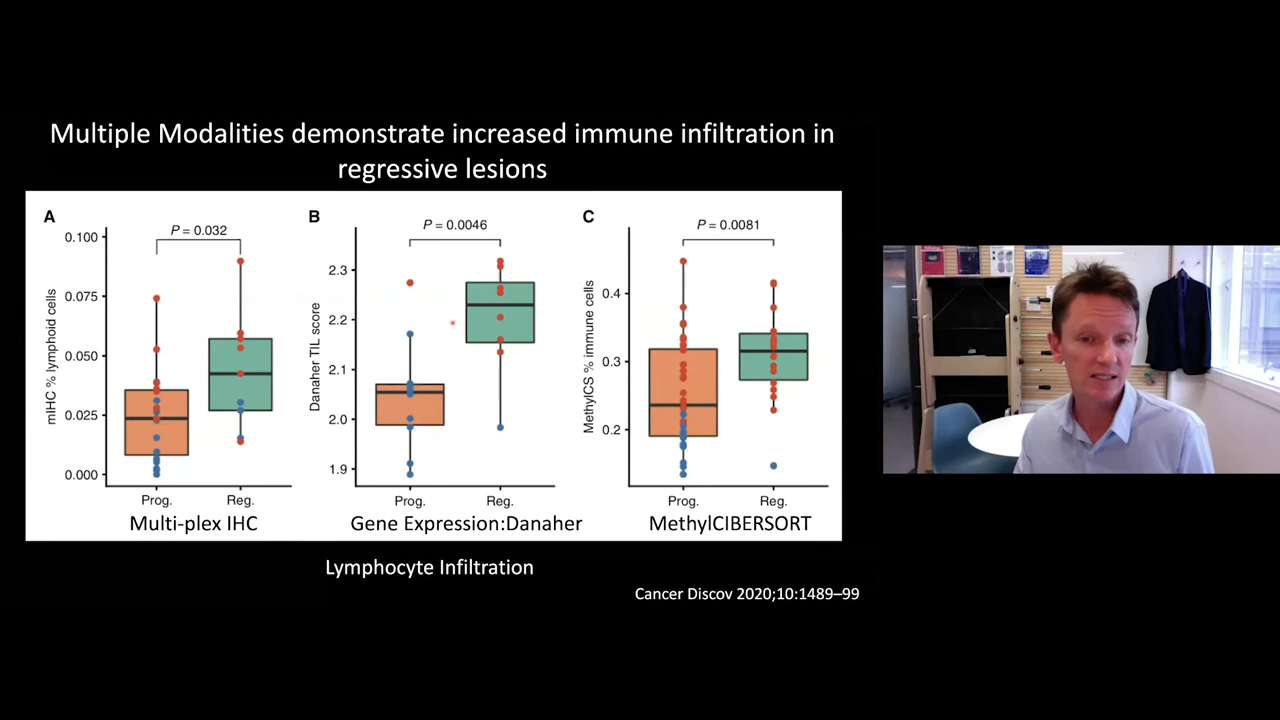 Multiple Modalities demonstrate increased immune infiltration in
regressive lesions
A
P = 0.032
mIHC % lymphoid cells
0.100
0.075
0.050
0.025
0.000
Prog.
Reg.
Multi-plex IHC
B
P = 0.0046
Danaher TIL score
2.3
2.2
2.1
2.0
1.9
Prog.
Reg.
Gene Expression:Danaher
C
P = 0.0081
MethylCS % immune cells
0.4
0.3
0.2
Prog.
Reg.
MethylCIBERSORT
Lymphocyte Infiltration
Cancer Discov 2020;10:1489–99